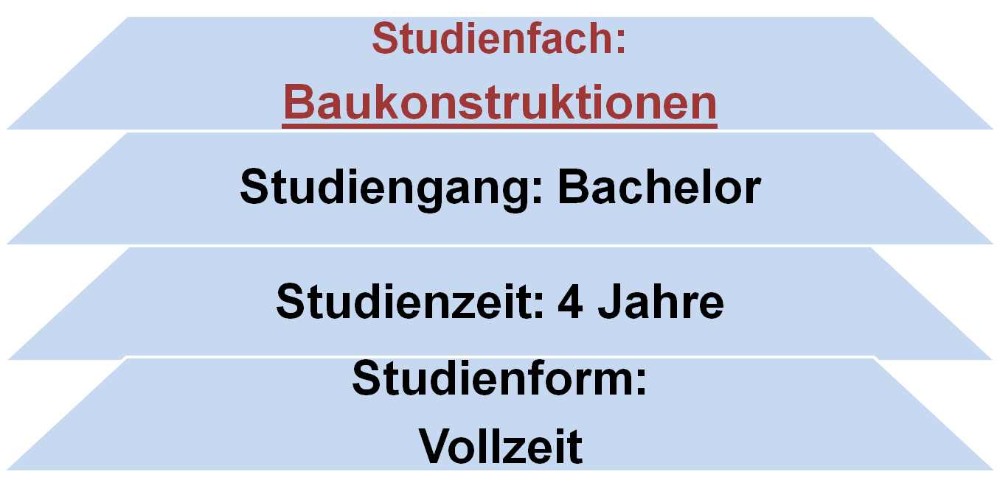 Studienfach:
Baukonstruktionen
Studiengang: Bachelor
Studienzeit: 4 Jahre
Studienform:
Vollzeit